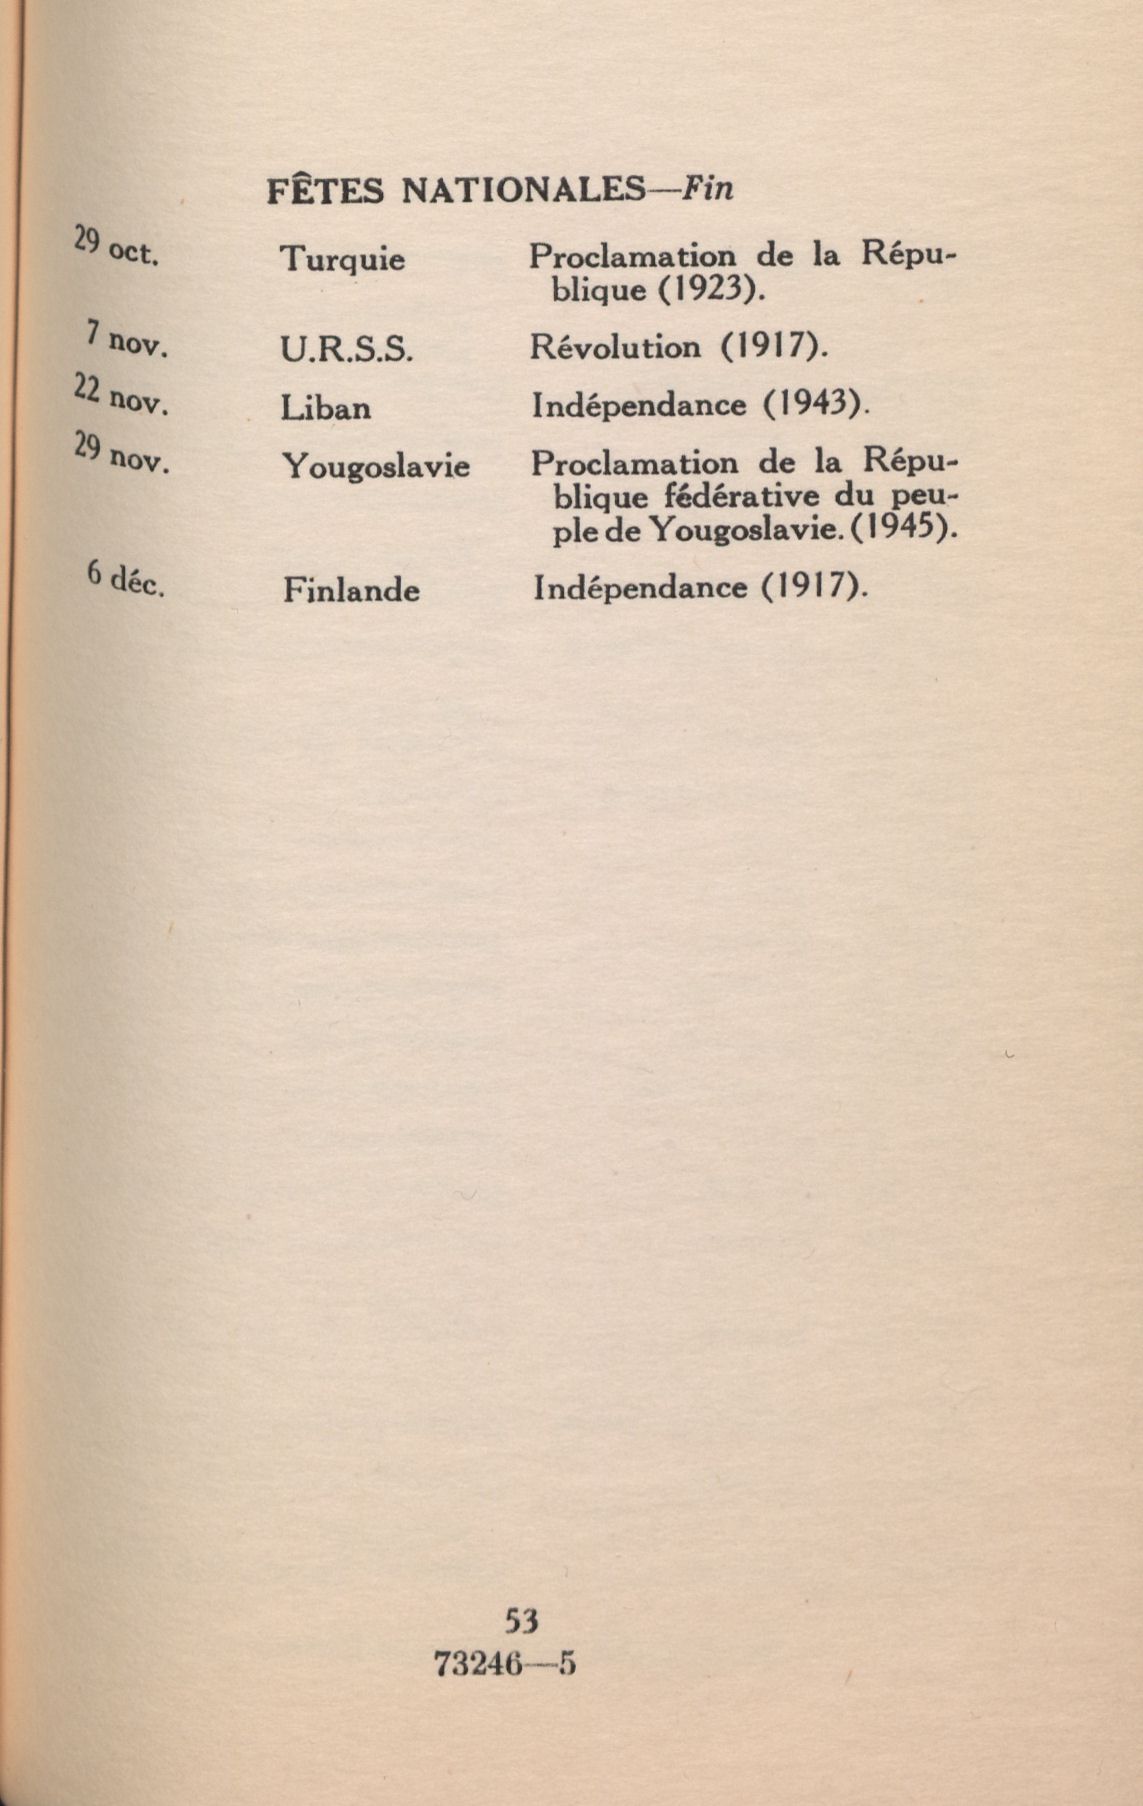 FÊTES NATIONALES—Fin
29 oct. Turquie Proclamation de la Répu-
blique (1923).
7 nov. U.R.S.S. Révolution (1917).
22 nov. Liban Indépendance (1943).
29 nov. Yougoslavie Proclamation de la Répu-
blique fédérative du peu-
ple de Yougoslavie. (1945).
6 déc. Finlande Indépendance (1917).
53
73246—5